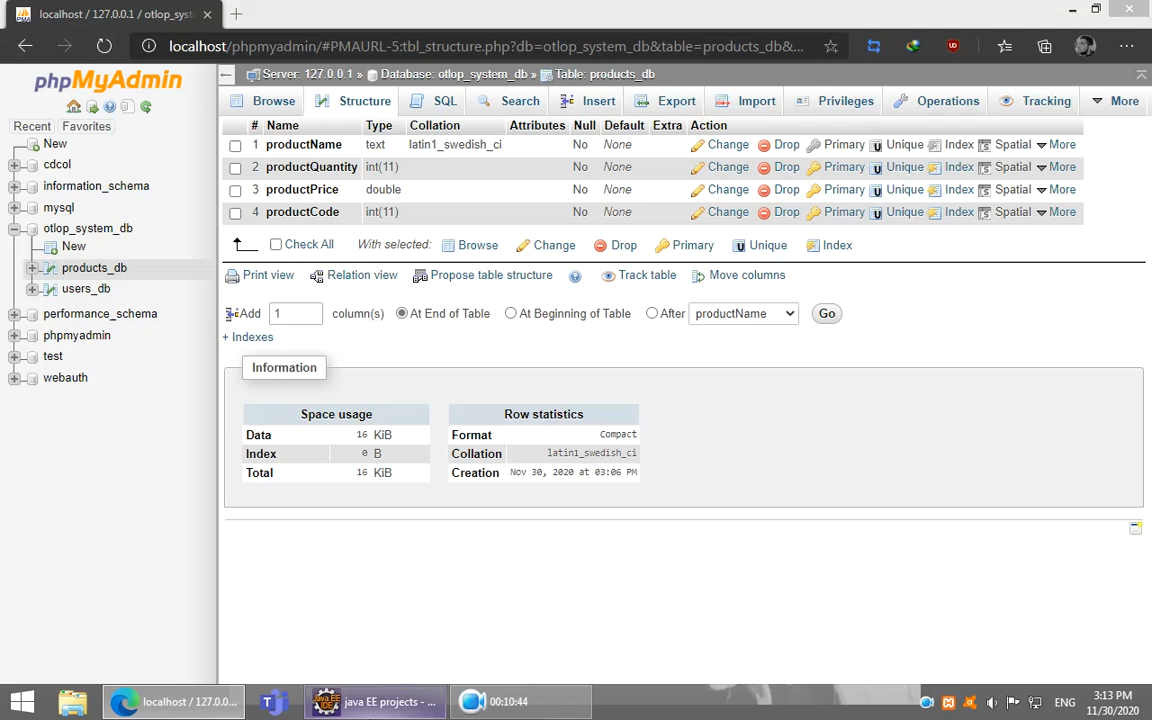 localhost / 127.0.0.1 / otlop_syst
localhost/phpmyadmin/#PMAURL-5:tbl_structure.php?db=otlop_system_db&table=products_db&...
phpMyAdmin
Server: 127.0.0.1 » Database: otlop_system_db » Table: products_db
Browse Structure SQL Search Insert Export Import Privileges Operations Tracking More
Recent Favorites
New
cdcol
information_schema
mysql
otlop_system_db
New
products_db
users_db
performance_schema
phpmyadmin
test
webauth
# Name Type Collation Attributes Null Default Extra Action
1 productName text latin1_swedish_ci No None Change Drop Primary Unique Index Spatial More
2 productQuantity int(11) No None Change Drop Primary Unique Index Spatial More
3 productPrice double No None Change Drop Primary Unique Index Spatial More
4 productCode int(11) No None Change Drop Primary Unique Index Spatial More
Check All With selected: Browse Change Drop Primary Unique Index
Print view Relation view Propose table structure Track table Move columns
Add 1 column(s) At End of Table At Beginning of Table After productName Go
+ Indexes
Information
Space usage
Data 16 KiB
Index 0 B
Total 16 KiB
Row statistics
Format Compact
Collation latin1_swedish_ci
Creation Nov 30, 2020 at 03:06 PM
localhost / 127.0.0... java EE projects - ... 00:10:44 ENG 3:13 PM
11/30/2020